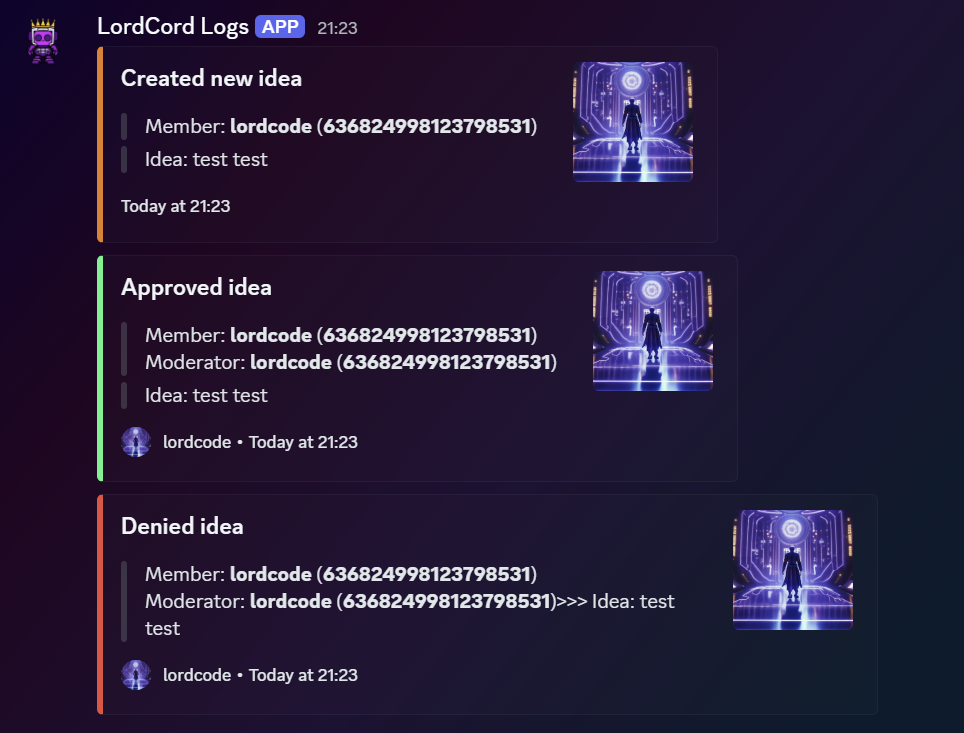 LordCord Logs APP 21:23
Created new idea
Member: lordcode (636824998123798531)
Idea: test test
Today at 21:23
Approved idea
Member: lordcode (636824998123798531)
Moderator: lordcode (636824998123798531)
Idea: test test
lordcode • Today at 21:23
Denied idea
Member: lordcode (636824998123798531)
Moderator: lordcode (636824998123798531)>>> Idea: test
test
lordcode • Today at 21:23